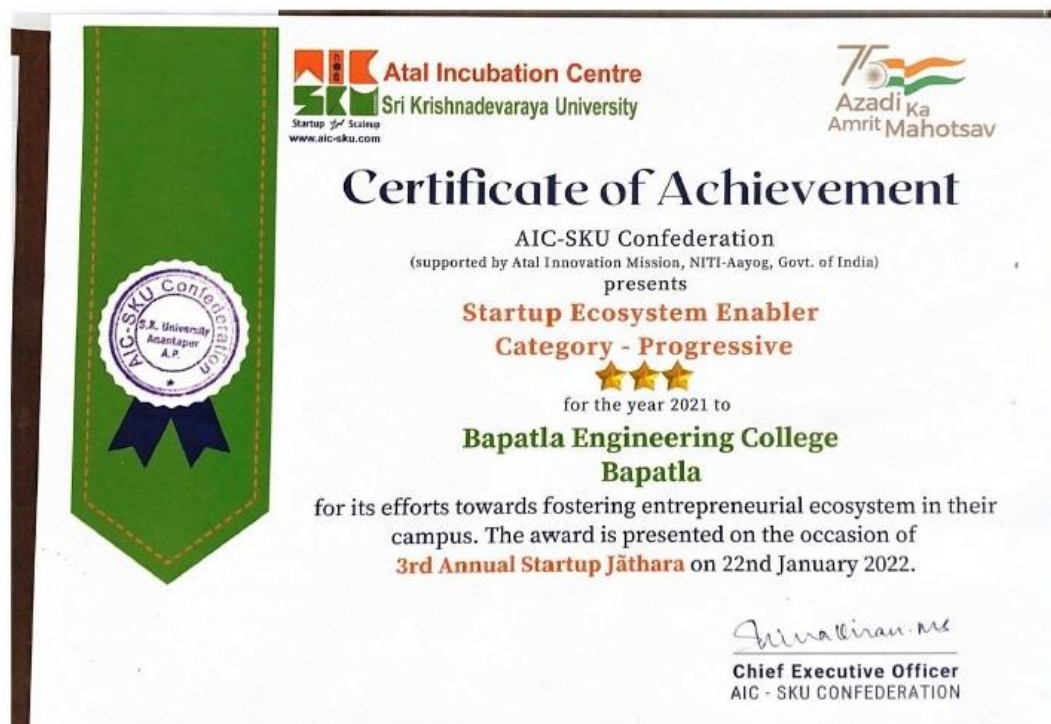 AIC
SKU
Startup for Scaleup
www.aic-sku.com
Atal Incubation Centre
Sri Krishnadevaraya University
75
Azadi Ka
Amrit Mahotsav
Certificate of Achievement
AIC-SKU Confederation
(supported by Atal Innovation Mission, NITI-Aayog, Govt. of India)
presents
Startup Ecosystem Enabler
Category - Progressive
for the year 2021 to
Bapatla Engineering College
Bapatla
for its efforts towards fostering entrepreneurial ecosystem in their
campus. The award is presented on the occasion of
3rd Annual Startup Jāthara on 22nd January 2022.
AIC-SKU Confederation
S.K. University
Anantapur
A.P.
Chief Executive Officer
AIC - SKU CONFEDERATION